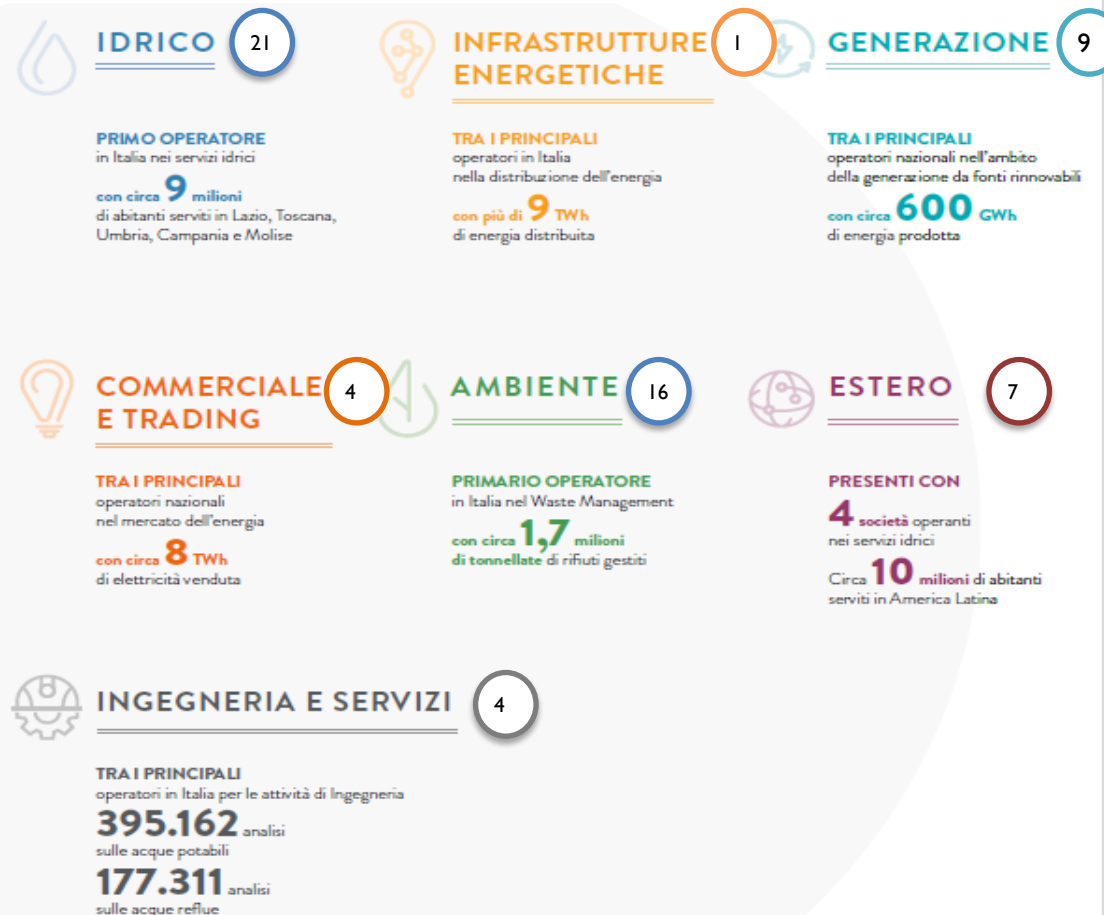 IDRICO 21
PRIMO OPERATORE
in Italia nei servizi idrici
con circa 9 milioni
di abitanti serviti in Lazio, Toscana,
Umbria, Campania e Molise
INFRASTRUTTURE 1
ENERGETICHE
TRA I PRINCIPALI
operatori in Italia
nella distribuzione dell'energia
con più di 9 TWh
di energia distribuita
GENERAZIONE 9
TRA I PRINCIPALI
operatori nazionali nell'ambito
della generazione da fonti rinnovabili
con circa 600 GWh
di energia prodotta
COMMERCIALE 4
E TRADING
TRA I PRINCIPALI
operatori nazionali
nel mercato dell'energia
con circa 8 TWh
di elettricità venduta
AMBIENTE 16
PRIMARIO OPERATORE
in Italia nel Waste Management
con circa 1,7 milioni
di tonnellate di rifiuti gestiti
ESTERO 7
PRESENTI CON
4 società operanti
nei servizi idrici
Circa 10 milioni di abitanti
serviti in America Latina
INGEGNERIA E SERVIZI 4
TRA I PRINCIPALI
operatori in Italia per le attività di Ingegneria
395.162 analisi
sulle acque potabili
177.311 analisi
sulle acque reflue